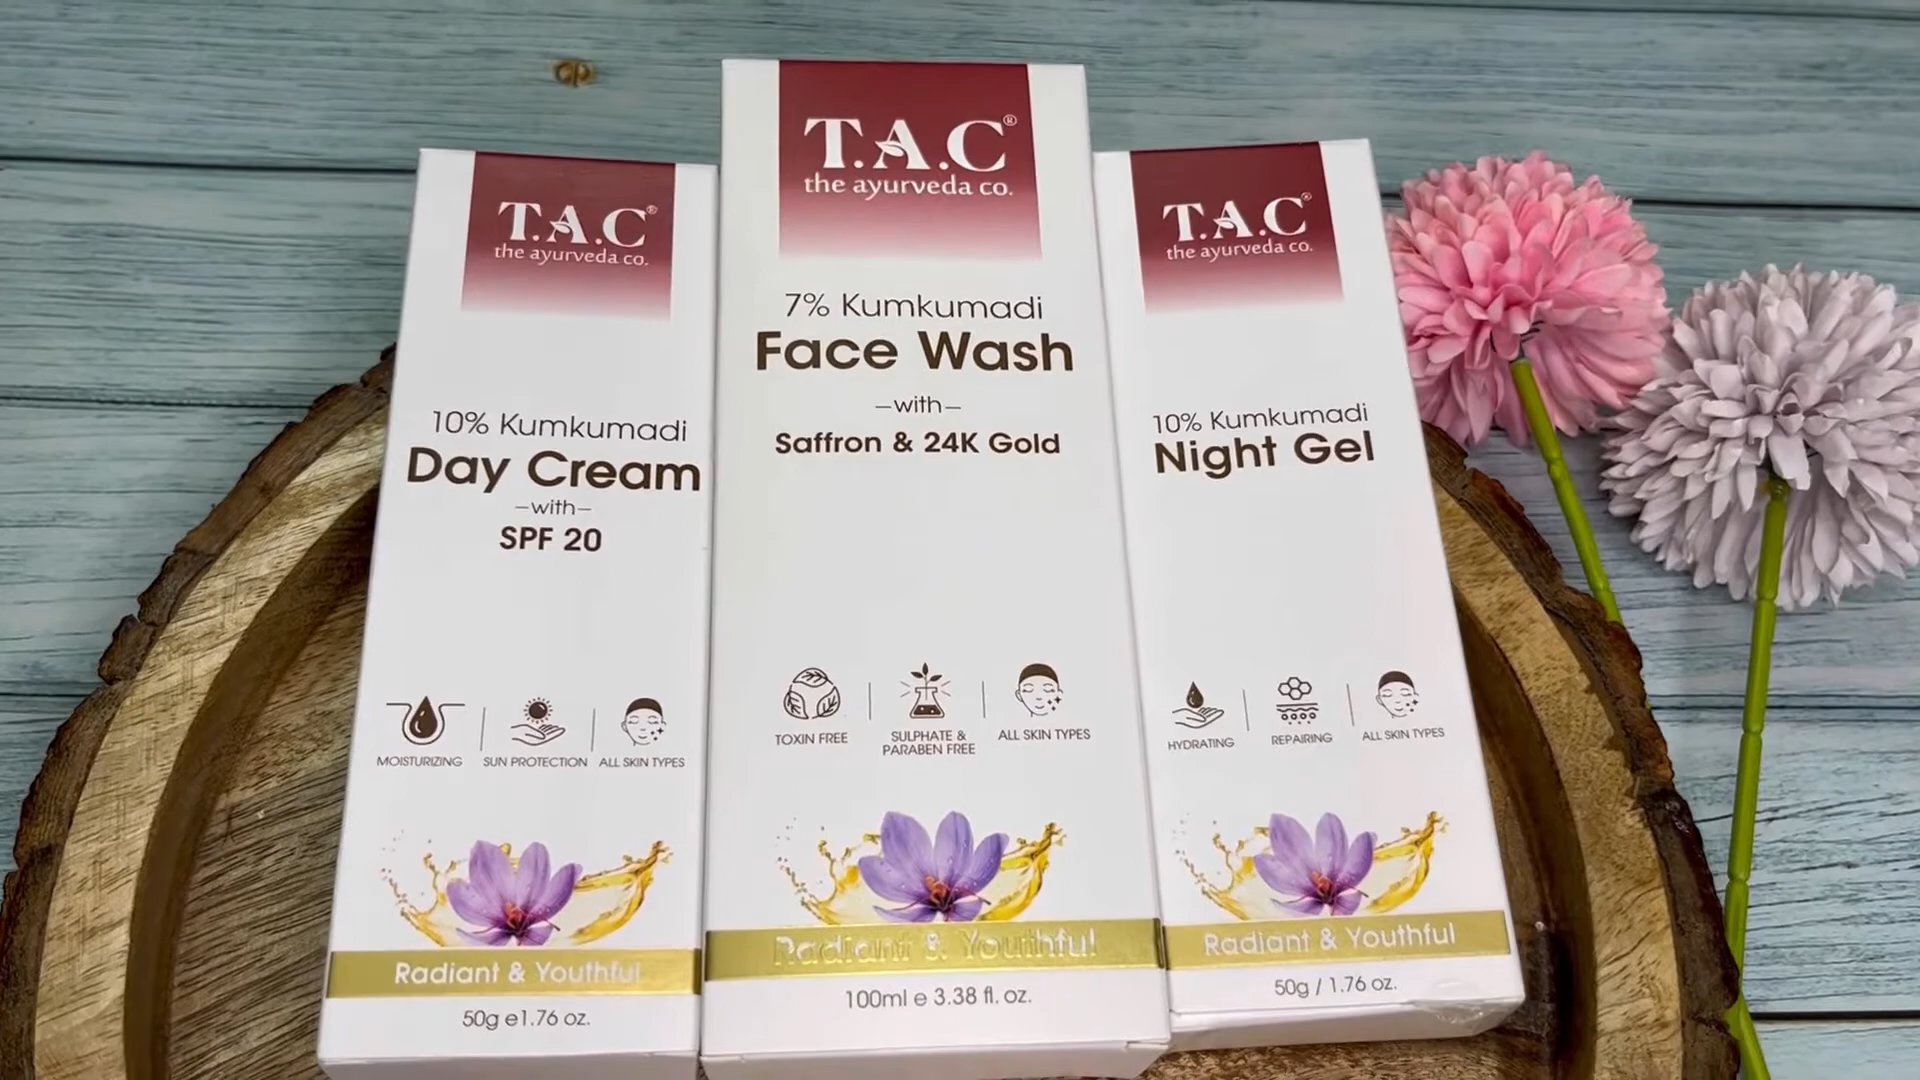 T.A.C®
the ayurveda co.
10% Kumkumadi
Day Cream
–with–
SPF 20
MOISTURIZING
SUN PROTECTION
ALL SKIN TYPES
Radiant & Youthful
50g e1.76 oz.
T.A.C®
the ayurveda co.
7% Kumkumadi
Face Wash
–with–
Saffron & 24K Gold
TOXIN FREE
SULPHATE &
PARABEN FREE
ALL SKIN TYPES
Radiant & Youthful
100ml e 3.38 fl. oz.
T.A.C®
the ayurveda co.
10% Kumkumadi
Night Gel
HYDRATING
REPAIRING
ALL SKIN TYPES
Radiant & Youthful
50g / 1.76 oz.